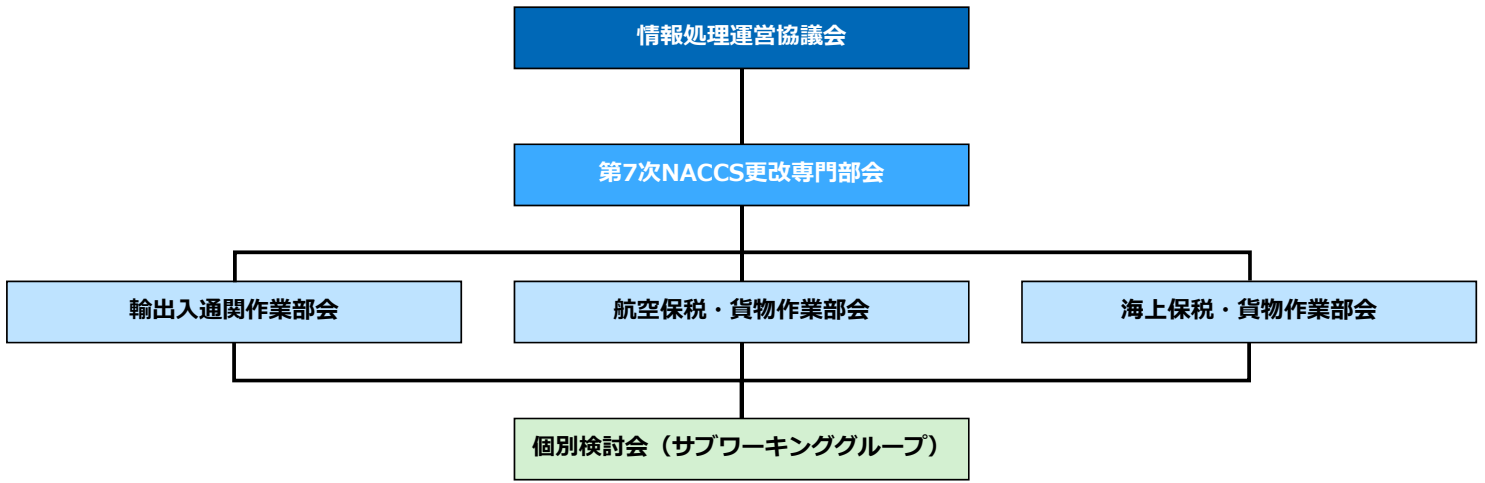 情報処理運営協議会
第7次NACCS更改専門部会
輸出入通関作業部会
航空保税・貨物作業部会
海上保税・貨物作業部会
個別検討会（サブワーキンググループ）